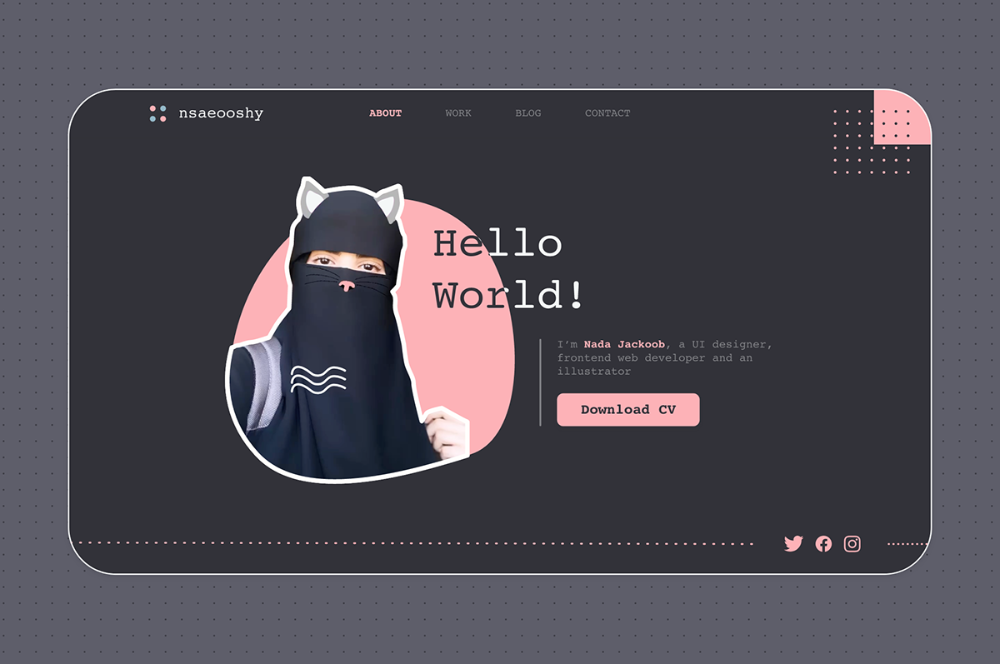 nsaeooshy
ABOUT WORK BLOG CONTACT
Hello
World!
I'm Nada Jackoob, a UI designer,
frontend web developer and an
illustrator
Download CV